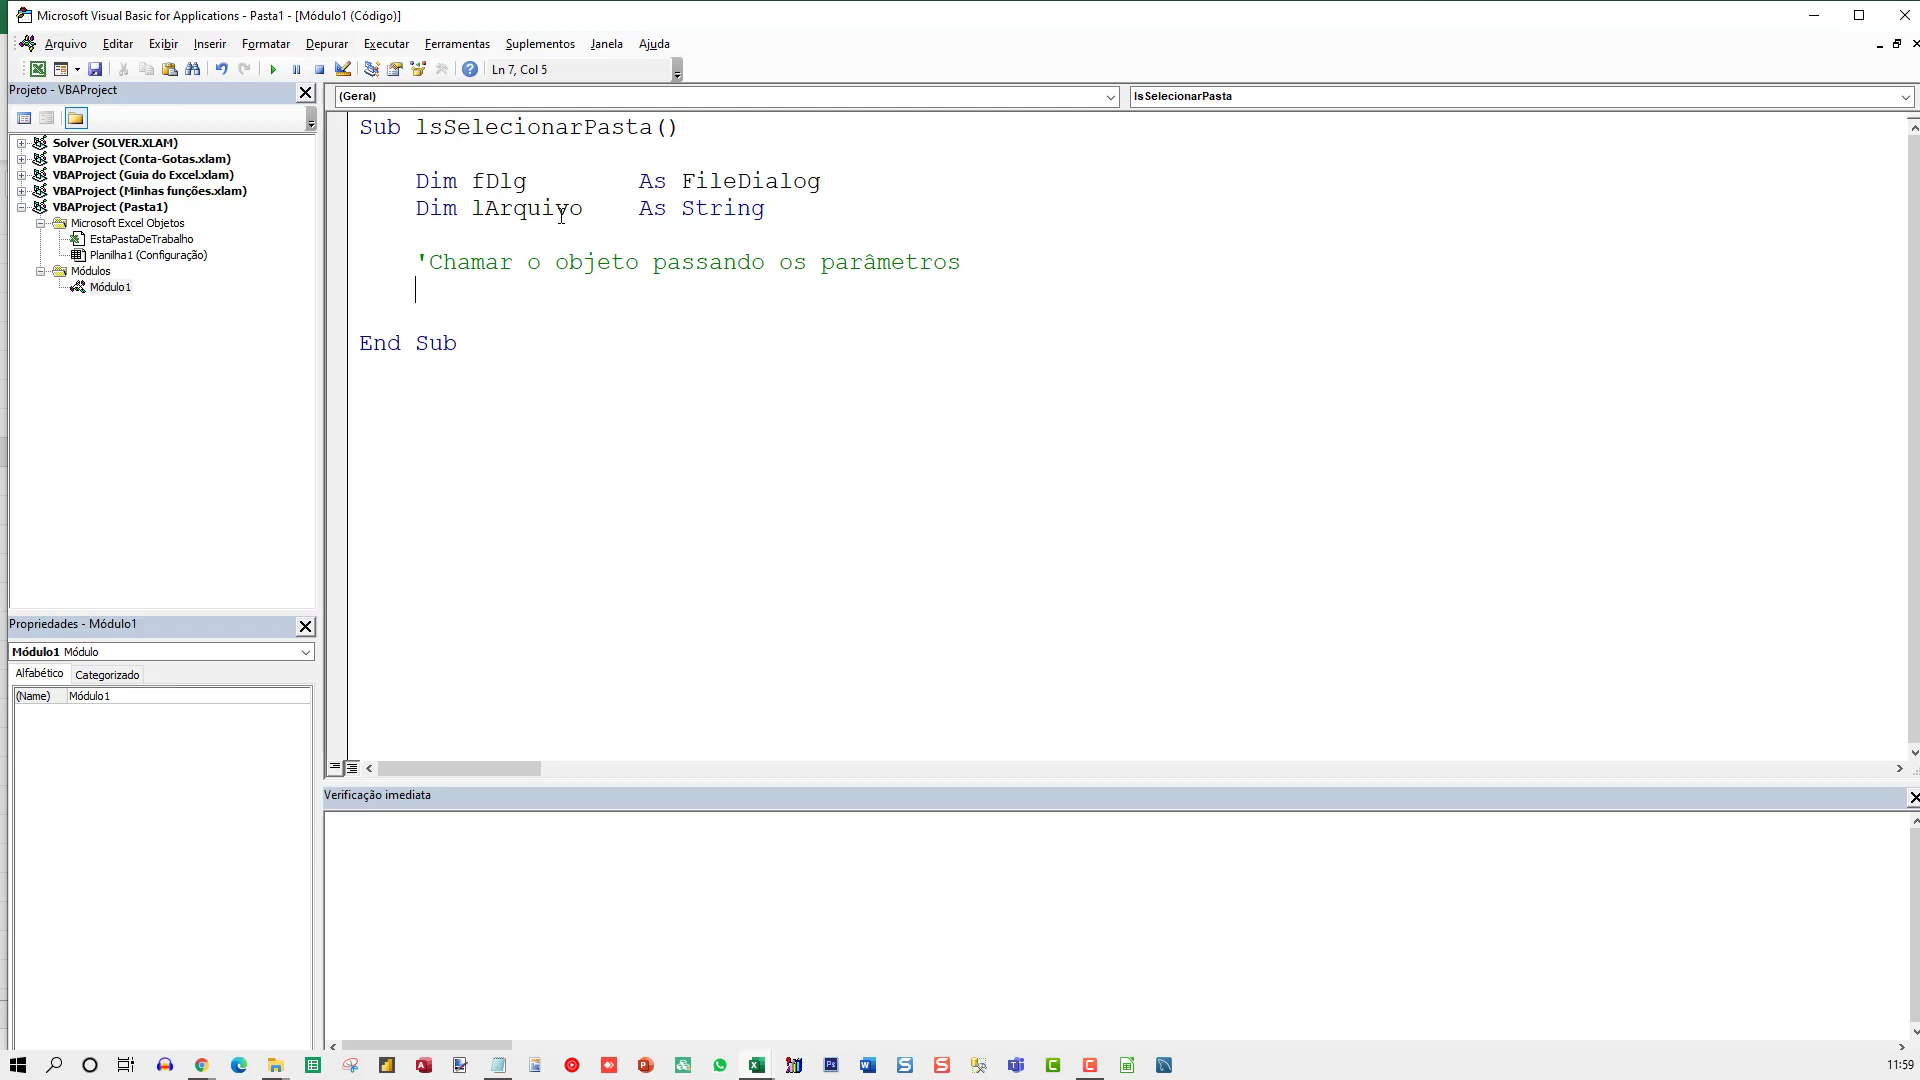 Microsoft Visual Basic for Applications - Pasta1 - [Módulo1 (Código)]
Arquivo Editar Exibir Inserir Formatar Depurar Executar Ferramentas Suplementos Janela Ajuda
Ln 7, Col 5
Projeto - VBAProject
Solver (SOLVER.XLAM)
VBAProject (Conta-Gotas.xlam)
VBAProject (Guia do Excel.xlam)
VBAProject (Minhas funções.xlam)
VBAProject (Pasta1)
Microsoft Excel Objetos
EstaPastaDeTrabalho
Planilha1 (Configuração)
Módulos
Módulo1
Propriedades - Módulo1
Módulo1 Módulo
Alfabético Categorizado
(Name) Módulo1
(Geral) lsSelecionarPasta
Sub lsSelecionarPasta()
Dim fDlg As FileDialog
Dim lArquivo As String
'Chamar o objeto passando os parâmetros
End Sub
Verificação imediata
11:59